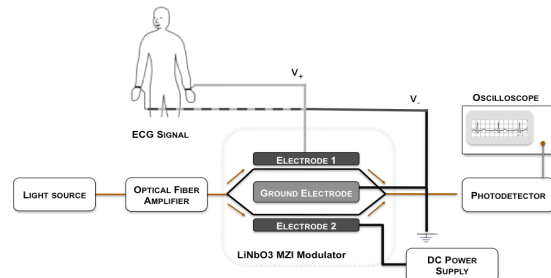 V+
V-
OSCILLOSCOPE
ECG SIGNAL
ELECTRODE 1
LIGHT SOURCE
OPTICAL FIBER
AMPLIFIER
GROUND ELECTRODE
PHOTODETECTOR
ELECTRODE 2
LiNbO3 MZI Modulator
DC POWER
SUPPLY